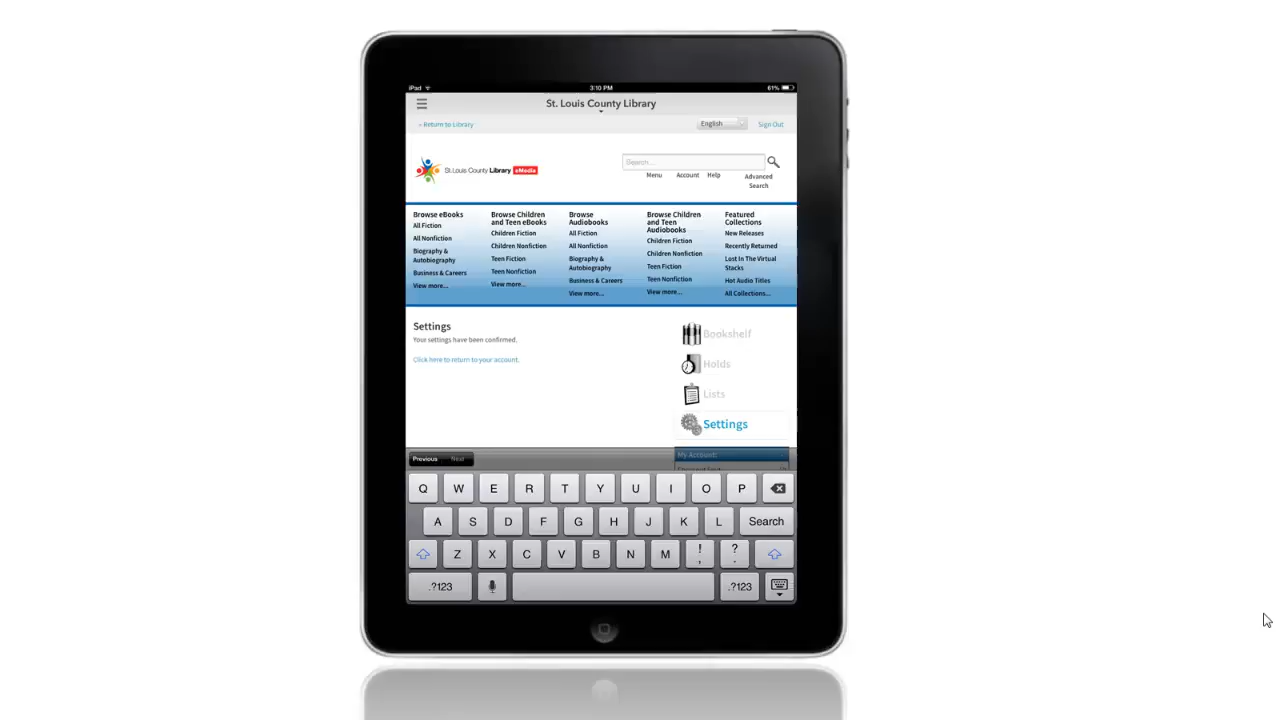 iPad
3:10 PM
61%
St. Louis County Library
< Return to Library
English
Sign Out
St. Louis County Library eMedia
Search...
Menu
Account
Help
Advanced
Search
Browse eBooks
All Fiction
All Nonfiction
Biography &
Autobiography
Business & Careers
View more...
Browse Children
and Teen eBooks
Children Fiction
Children Nonfiction
Teen Fiction
Teen Nonfiction
View more...
Browse
Audiobooks
All Fiction
All Nonfiction
Biography &
Autobiography
Business & Careers
View more...
Browse Children
and Teen
Audiobooks
Children Fiction
Children Nonfiction
Teen Fiction
Teen Nonfiction
View more...
Featured
Collections
New Releases
Recently Returned
Lost In The Virtual
Stacks
Hot Audio Titles
All Collections...
Settings
Your settings have been confirmed.
Click here to return to your account.
Bookshelf
Holds
Lists
Settings
My Account:
Previous Next
Q W E R T Y U I O P
A S D F G H J K L Search
Z X C V B N M ! , ? .
.?123 .?123